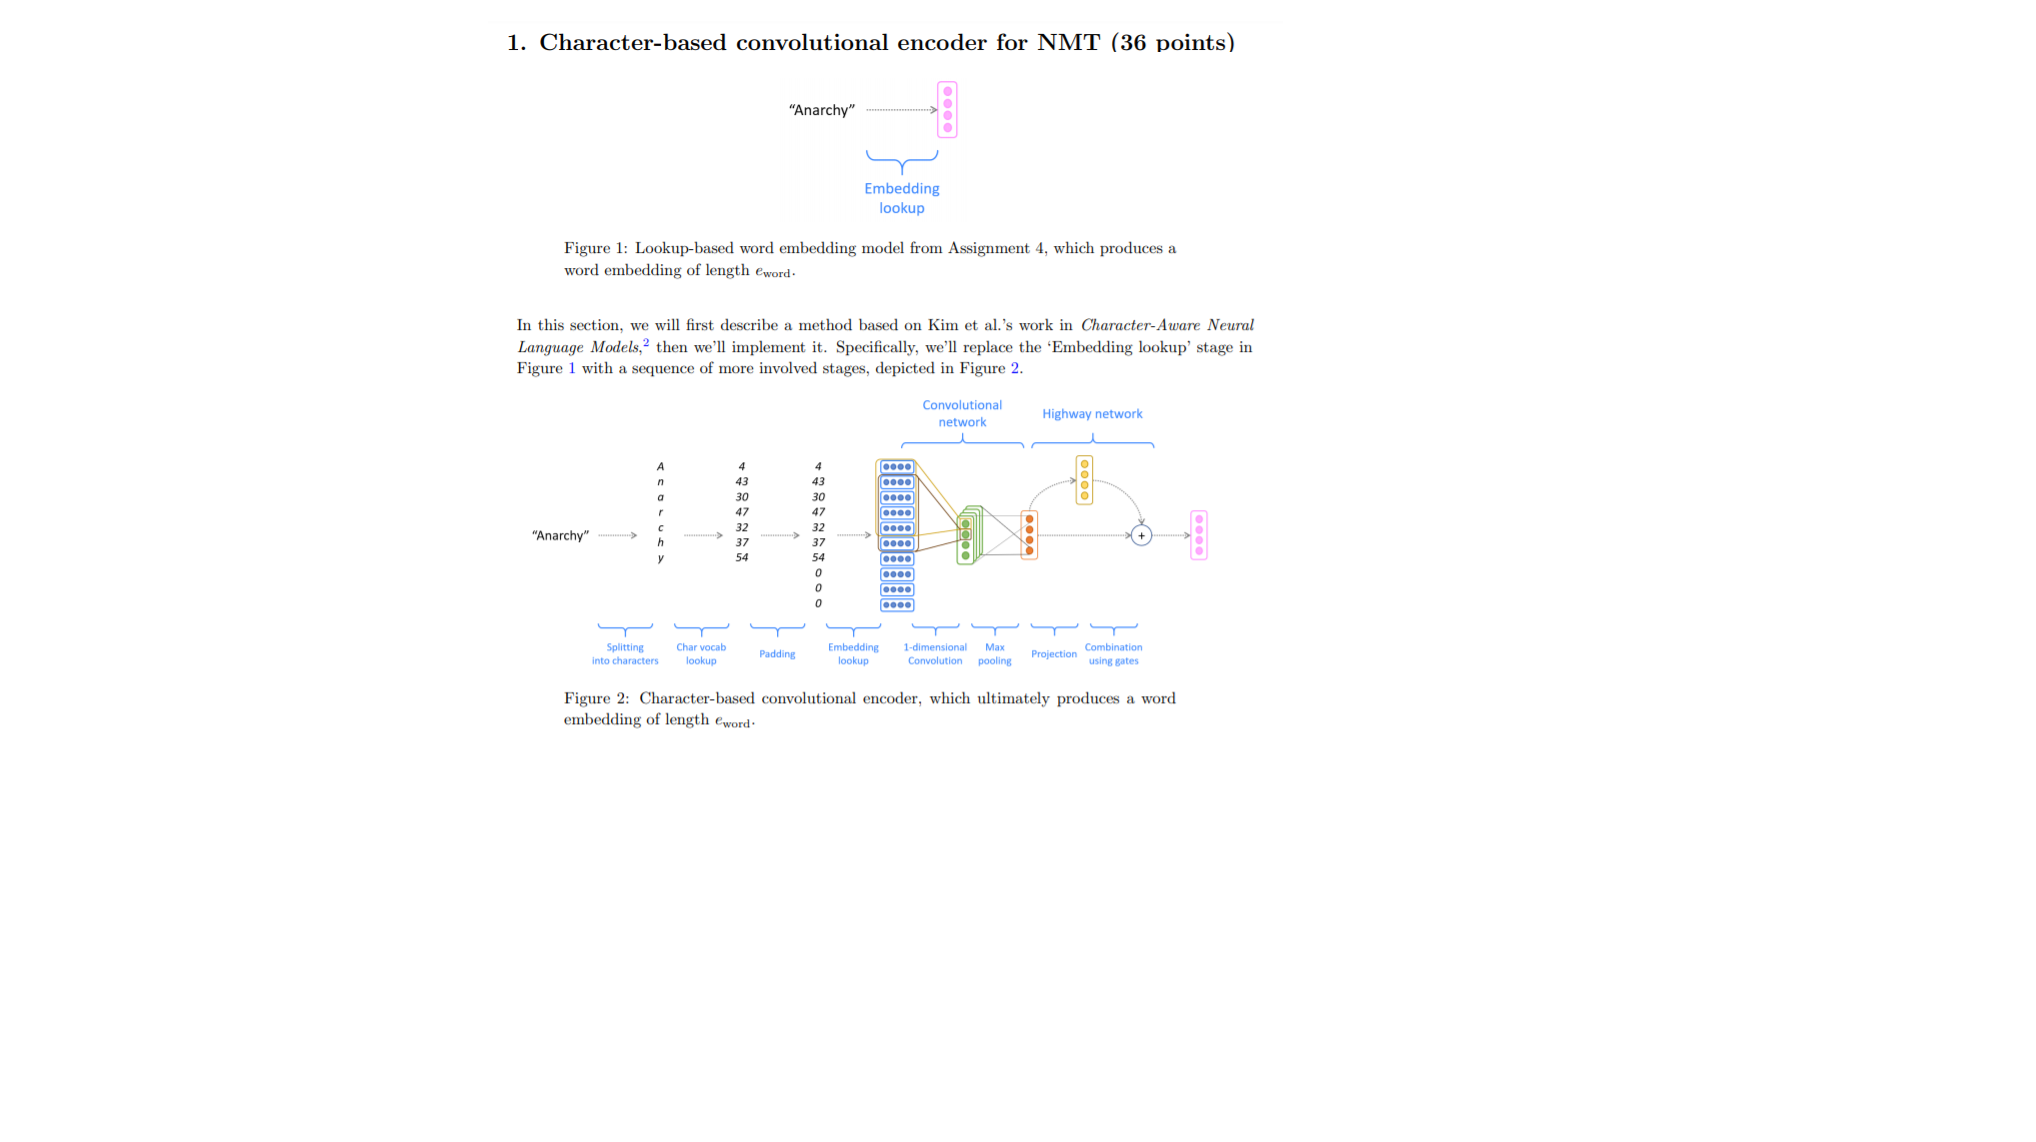 1. Character-based convolutional encoder for NMT (36 points)
“Anarchy”
Embedding
lookup
Figure 1: Lookup-based word embedding model from Assignment 4, which produces a
word embedding of length eword.
In this section, we will first describe a method based on Kim et al.’s work in Character-Aware Neural
Language Models,2 then we’ll implement it. Specifically, we’ll replace the ‘Embedding lookup’ stage in
Figure 1 with a sequence of more involved stages, depicted in Figure 2.
Convolutional
network
Highway network
A 4 4
n 43 43
a 30 30
r 47 47
c 32 32
“Anarchy”
h 37 37
+
y 54 54
0
0
0
Splitting
into characters
Char vocab
lookup
Padding
Embedding
lookup
1-dimensional
Convolution
Max
pooling
Projection
Combination
using gates
Figure 2: Character-based convolutional encoder, which ultimately produces a word
embedding of length eword.